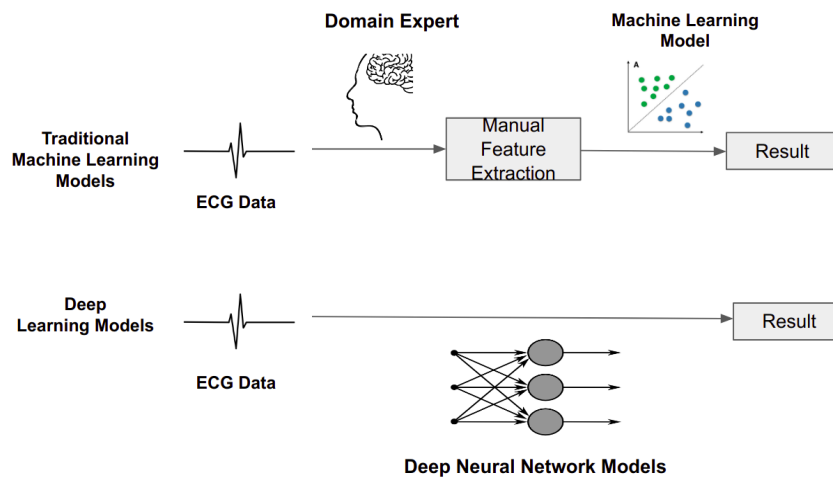 Domain Expert
Machine Learning
Model
A
Traditional
Machine Learning
Models
ECG Data
Manual
Feature
Extraction
Result
Deep
Learning Models
ECG Data
Result
Deep Neural Network Models